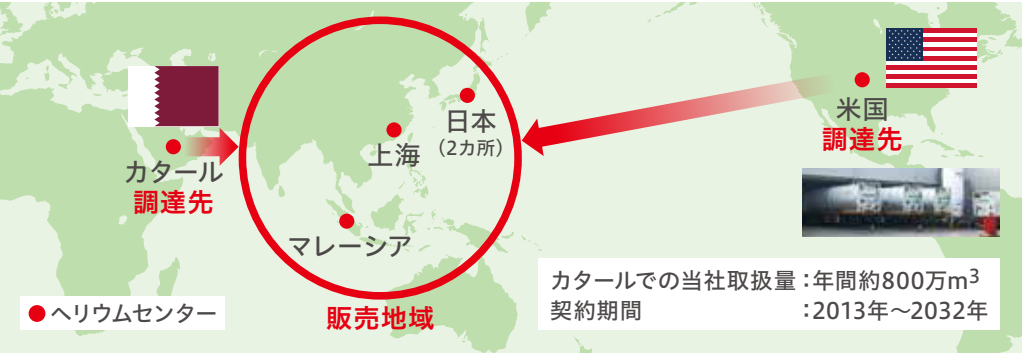 カタール
調達先
上海
日本
（2カ所）
マレーシア
販売地域
米国
調達先
ヘリウムセンター
カタールでの当社取扱量：年間約800万m³
契約期間　　　　　　　：2013年～2032年